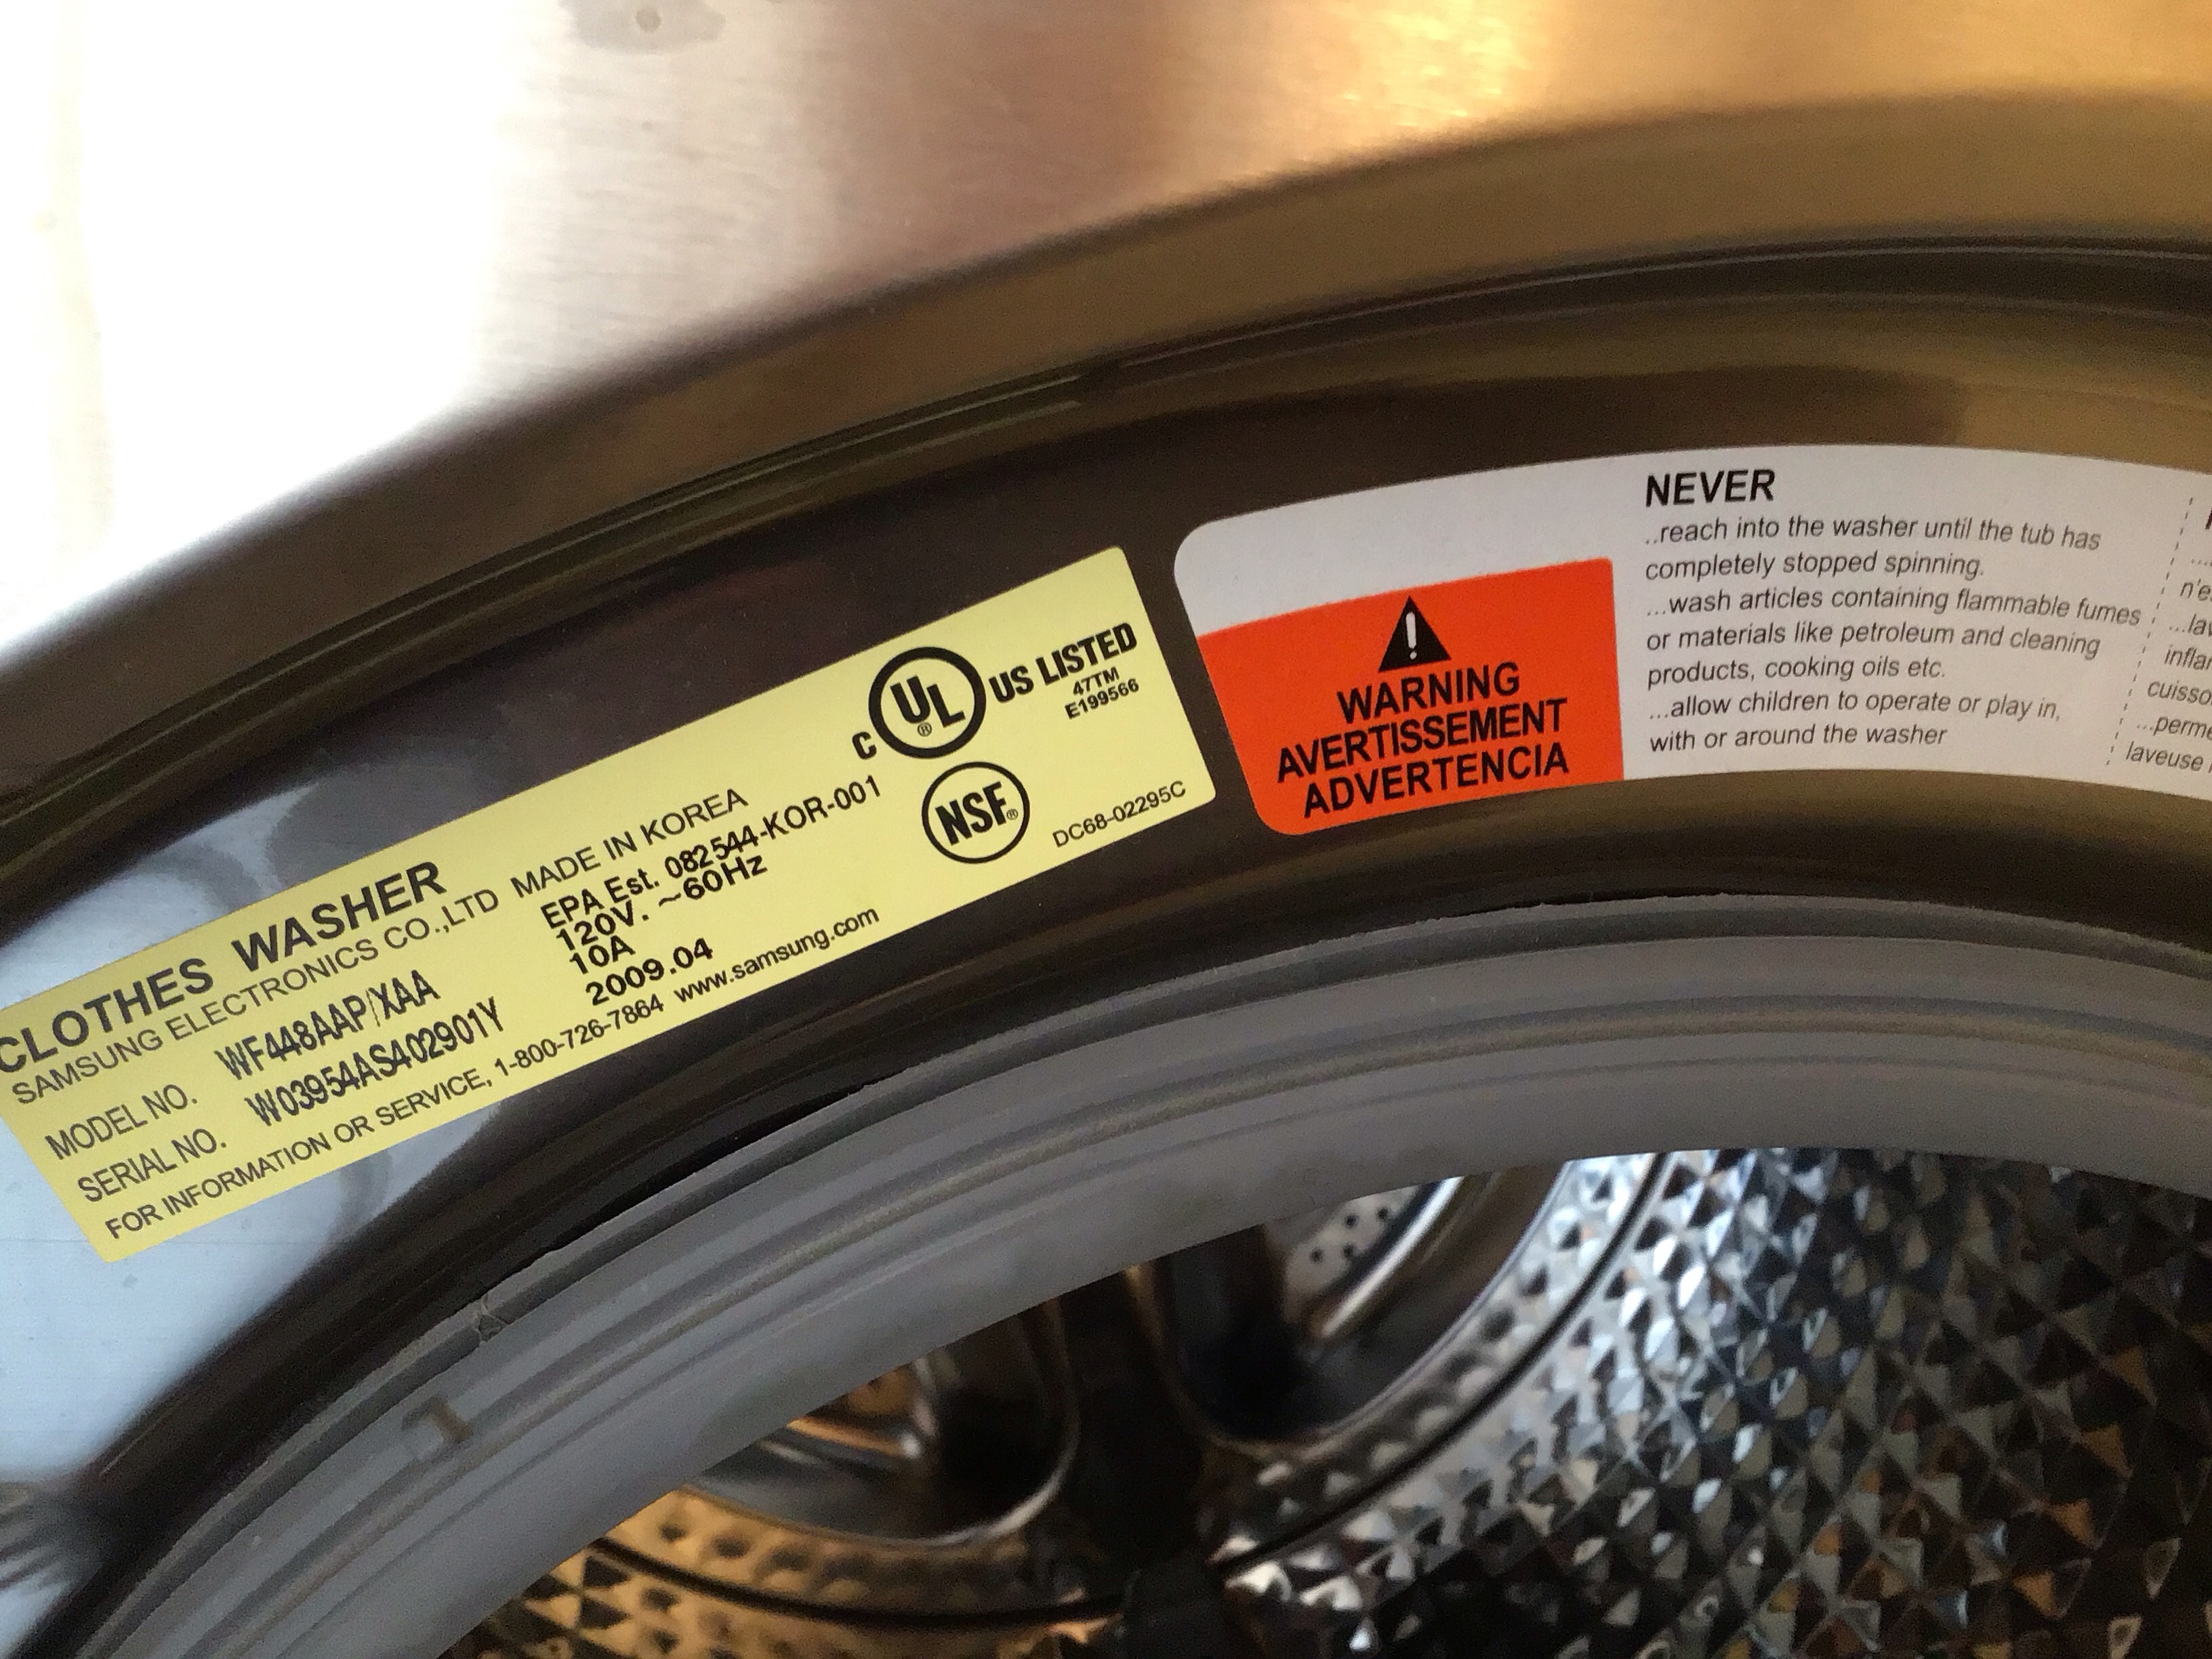 CLOTHES WASHER
SAMSUNG ELECTRONICS CO.,LTD MADE IN KOREA
MODEL NO. WF448AAP/XAA
SERIAL NO. W03954AS402901Y
EPA Est. 082544-KOR-001
120V. ~60Hz
10A
2009.04
FOR INFORMATION OR SERVICE, 1-800-726-7864 www.samsung.com
C UL® US LISTED
47TM
E199566
NSF®
DC68-02295C
WARNING
AVERTISSEMENT
ADVERTENCIA
NEVER
..reach into the washer until the tub has
completely stopped spinning.
...wash articles containing flammable fumes
or materials like petroleum and cleaning
products, cooking oils etc.
...allow children to operate or play in,
with or around the washer
laveuse